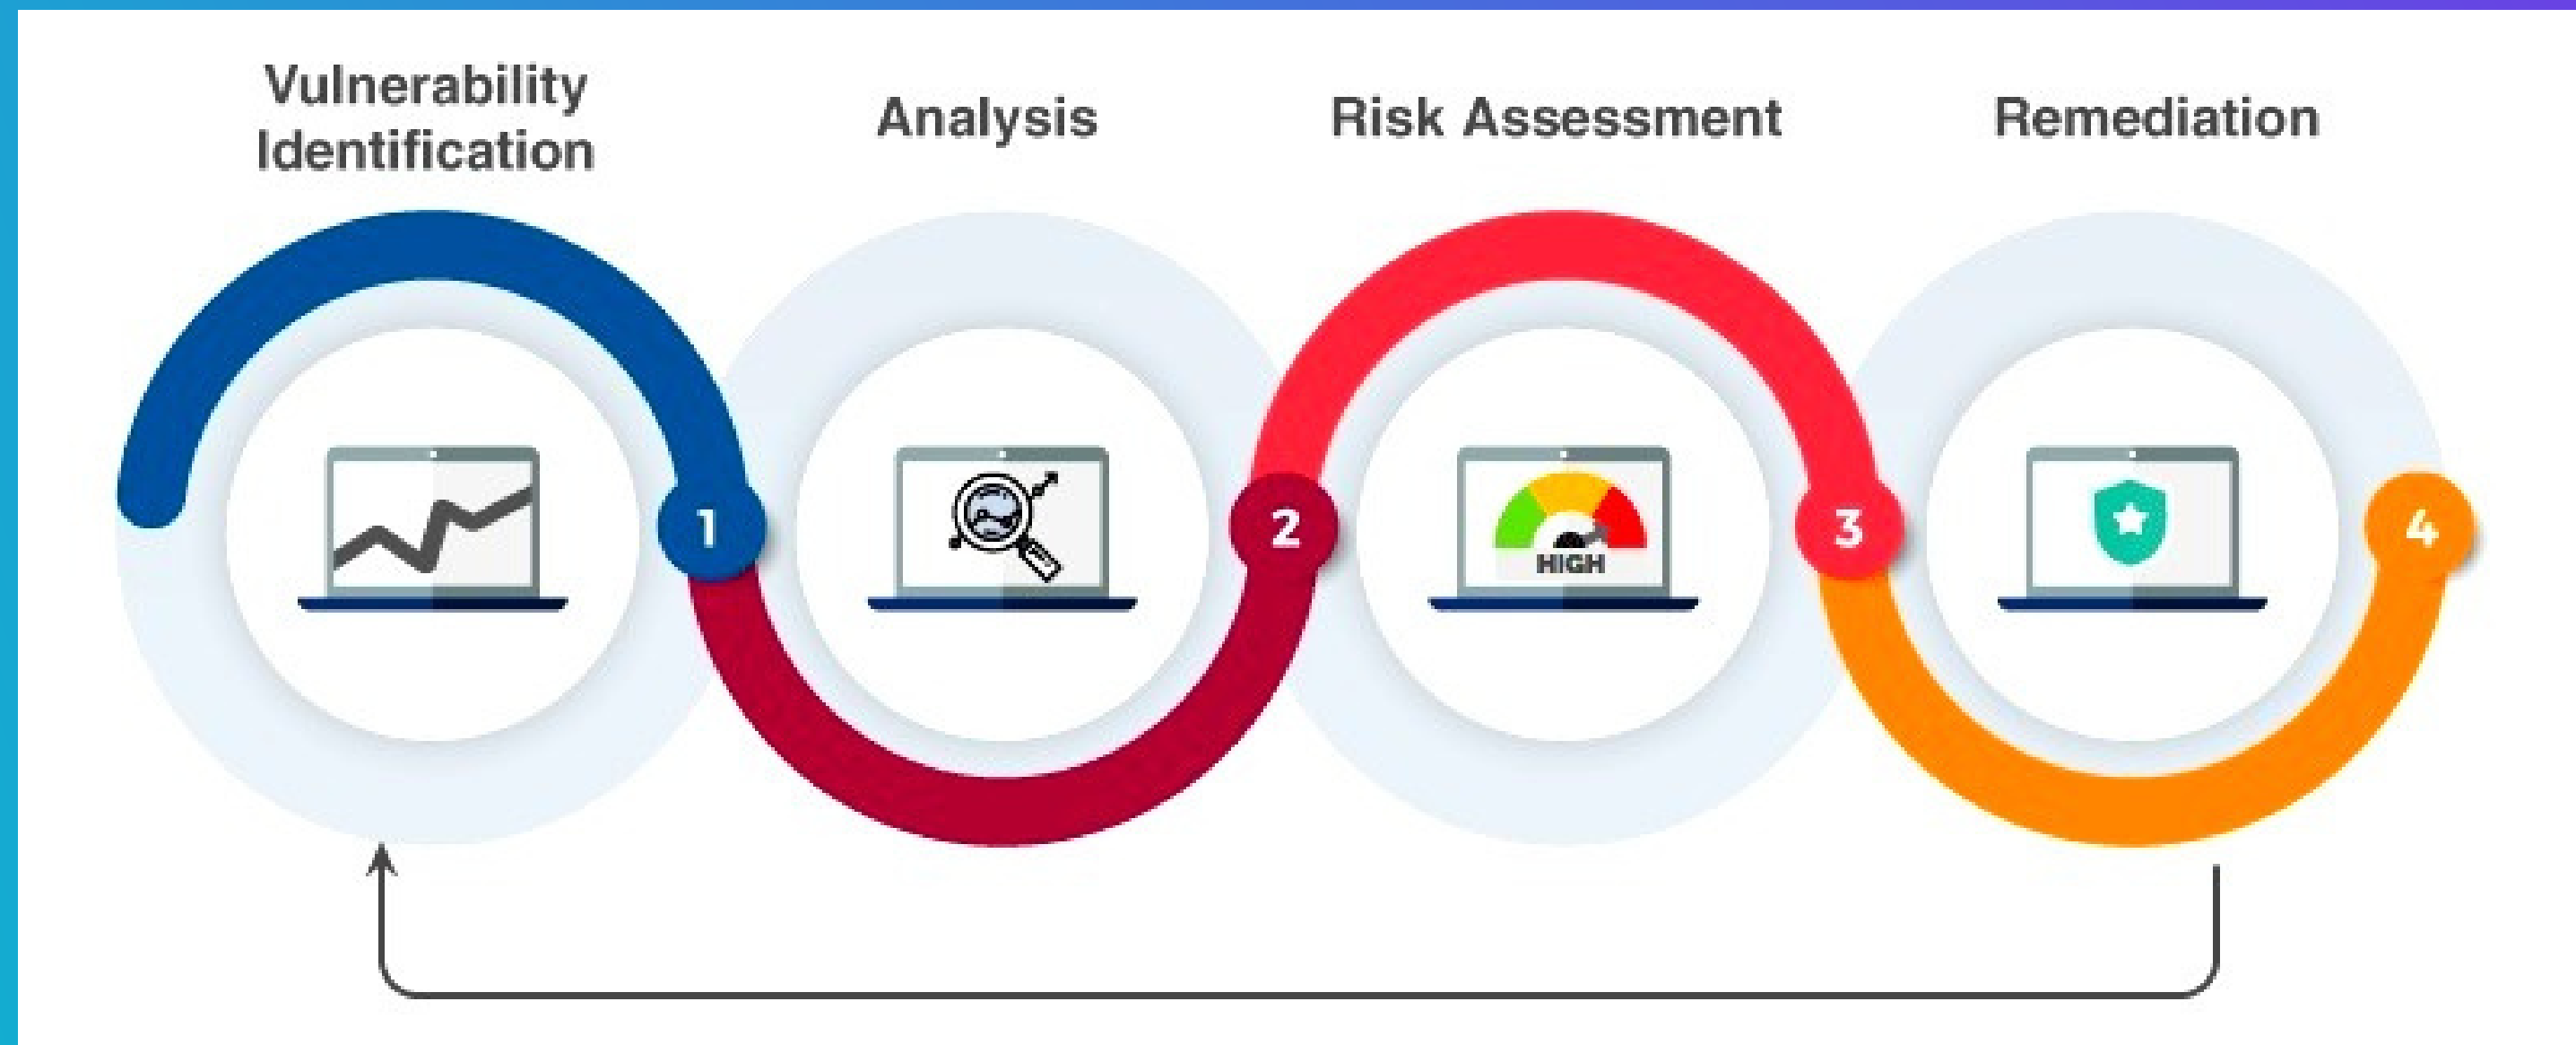 Vulnerability
Identification
Analysis
Risk Assessment
Remediation
1
2
HIGH
3
4